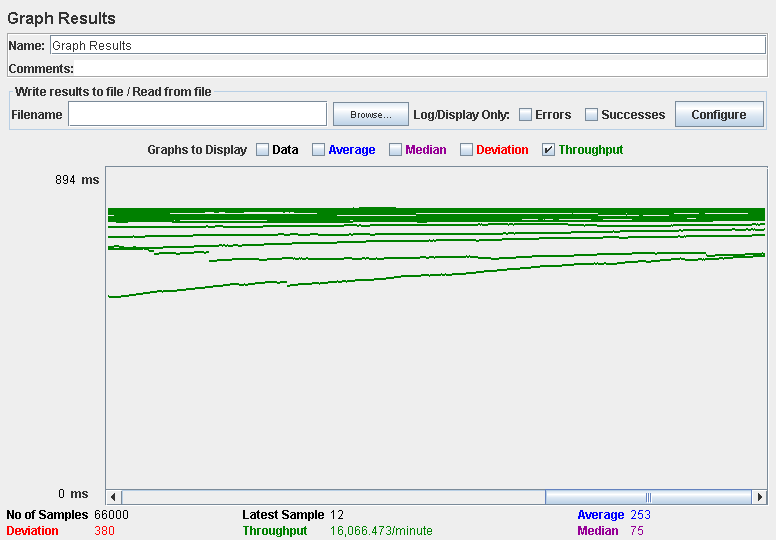 Graph Results
Name: Graph Results
Comments:
Write results to file / Read from file
Filename Browse... Log/Display Only: Errors Successes Configure
Graphs to Display Data Average Median Deviation Throughput
894 ms
0 ms
No of Samples 66000 Latest Sample 12 Average 253
Deviation 380 Throughput 16,066.473/minute Median 75